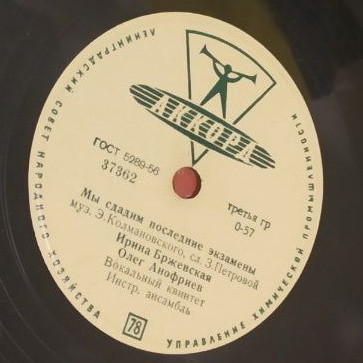 ЛЕНИНГРАДСКИЙ СОВЕТ НАРОДНОГО ХОЗЯЙСТВА
УПРАВЛЕНИЕ ХИМИЧЕСКОЙ ПРОМЫШЛЕННОСТИ
АККОРД
ГОСТ 5289-56
37362
третья гр
0-57
Мы сдадим последние экзамены
муз. Э. Колмановского, сл. З. Петровой
Ирина Бржевская
Олег Анофриев
Вокальный квинтет
Инстр. ансамбль
78